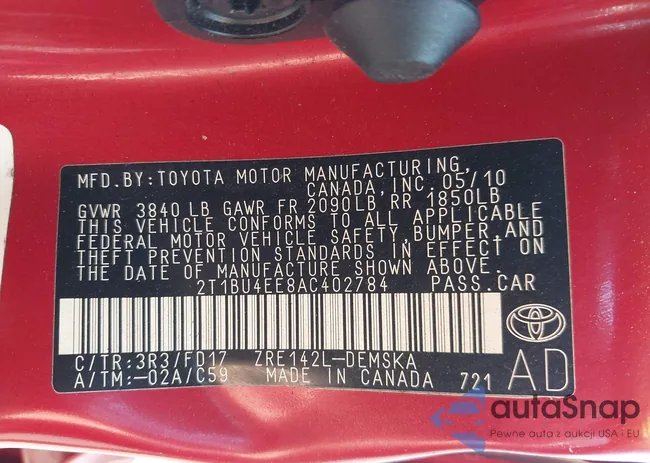 MFD. BY: TOYOTA MOTOR MANUFACTURING,
CANADA, INC. 05/10
GVWR 3840 LB GAWR FR 2090LB, RR 1850LB
THIS VEHICLE CONFORMS TO ALL APPLICABLE
FEDERAL MOTOR VEHICLE SAFETY, BUMPER, AND
THEFT PREVENTION STANDARDS IN EFFECT ON
THE DATE OF MANUFACTURE SHOWN ABOVE.
2T1BU4EE8AC402784 PASS. CAR
C/TR:3R3/FD17 ZRE142L-DEMSKA
A/TM:-02A/C59 MADE IN CANADA 721 AD
autaSnap
Pewne auta z aukcji USA i EU